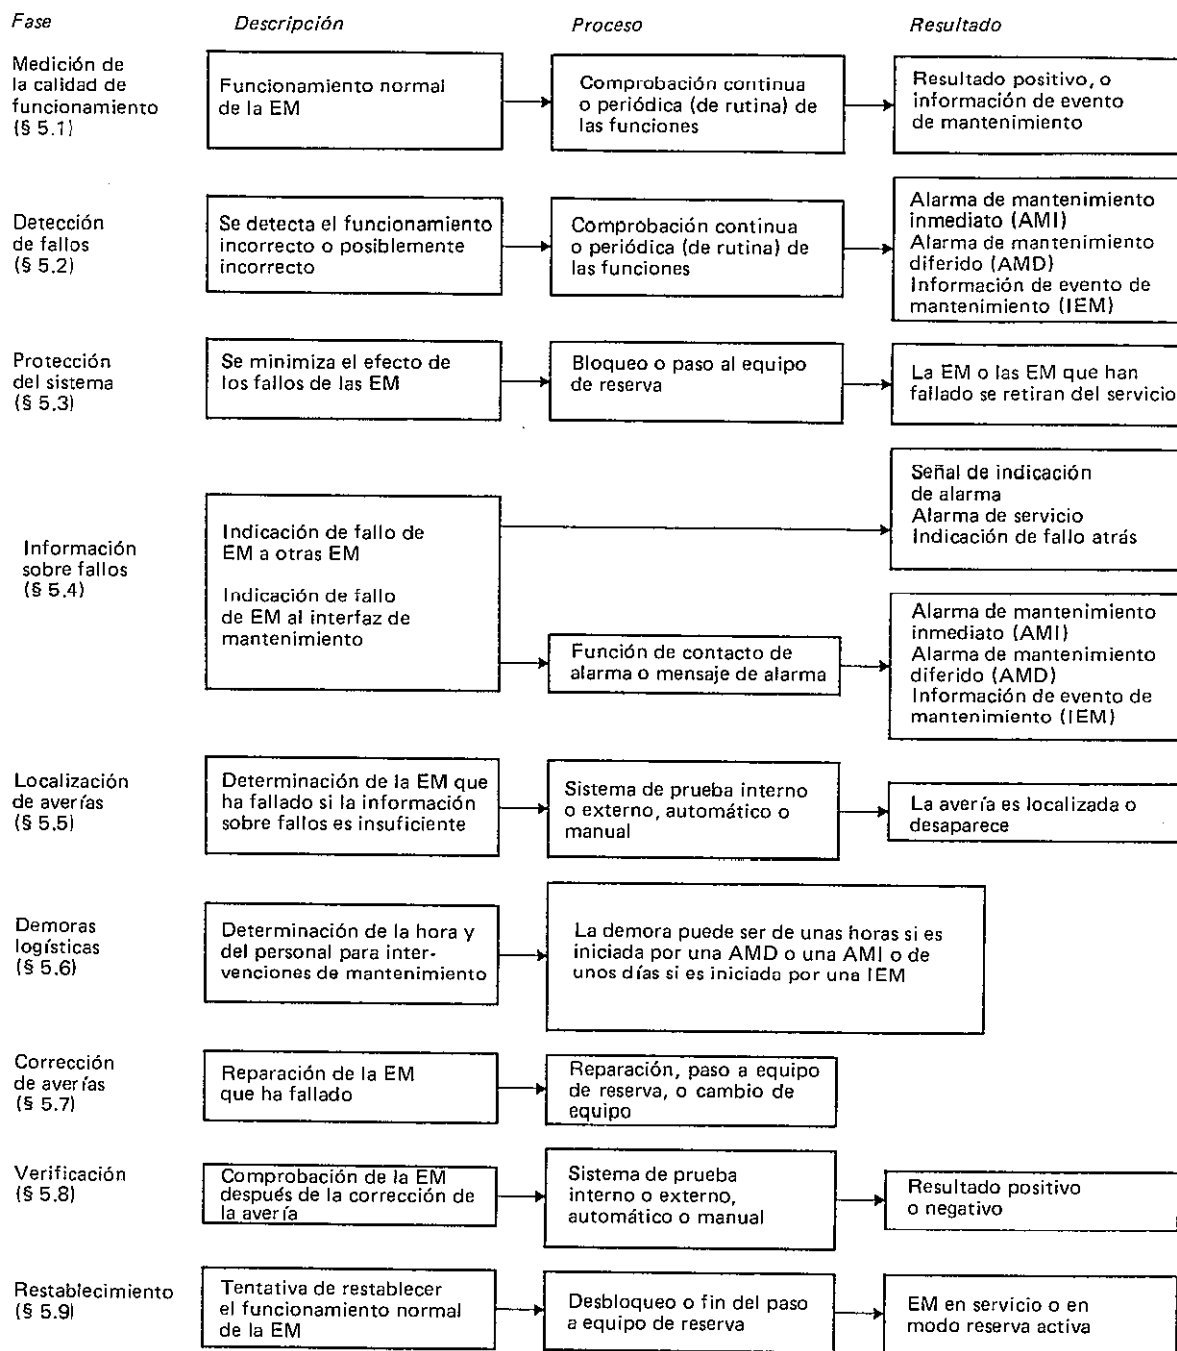 Fase
Descripción
Proceso
Resultado
Medición de
la calidad de
funcionamiento
(§ 5.1)
Funcionamiento normal
de la EM
Comprobación continua
o periódica (de rutina) de
las funciones
Resultado positivo, o
información de evento
de mantenimiento
Detección
de fallos
(§ 5.2)
Se detecta el funcionamiento
incorrecto o posiblemente
incorrecto
Comprobación continua
o periódica (de rutina) de
las funciones
Alarma de mantenimiento
inmediato (AMI)
Alarma de mantenimiento
diferido (AMD)
Información de evento de
mantenimiento (IEM)
Protección
del sistema
(§ 5.3)
Se minimiza el efecto de
los fallos de las EM
Bloqueo o paso al equipo
de reserva
La EM o las EM que han
fallado se retiran del servicio
Información
sobre fallos
(§ 5.4)
Indicación de fallo de
EM a otras EM
Indicación de fallo
de EM al interfaz de
mantenimiento
Señal de indicación
de alarma
Alarma de servicio
Indicación de fallo atrás
Función de contacto de
alarma o mensaje de alarma
Alarma de mantenimiento
inmediato (AMI)
Alarma de mantenimiento
diferido (AMD)
Información de evento de
mantenimiento (IEM)
Localización
de averías
(§ 5.5)
Determinación de la EM que
ha fallado si la información
sobre fallos es insuficiente
Sistema de prueba interno
o externo, automático o
manual
La avería es localizada o
desaparece
Demoras
logísticas
(§ 5.6)
Determinación de la hora y
del personal para inter-
venciones de mantenimiento
La demora puede ser de unas horas si es
iniciada por una AMD o una AMI o de
unos días si es iniciada por una IEM
Corrección
de averías
(§ 5.7)
Reparación de la EM
que ha fallado
Reparación, paso a equipo
de reserva, o cambio de
equipo
Verificación
(§ 5.8)
Comprobación de la EM
después de la corrección de
la avería
Sistema de prueba
interno o externo,
automático o manual
Resultado positivo
o negativo
Restablecimiento
(§ 5.9)
Tentativa de restablecer
el funcionamiento normal
de la EM
Desbloqueo o fin del paso
a equipo de reserva
EM en servicio o en
modo reserva activa